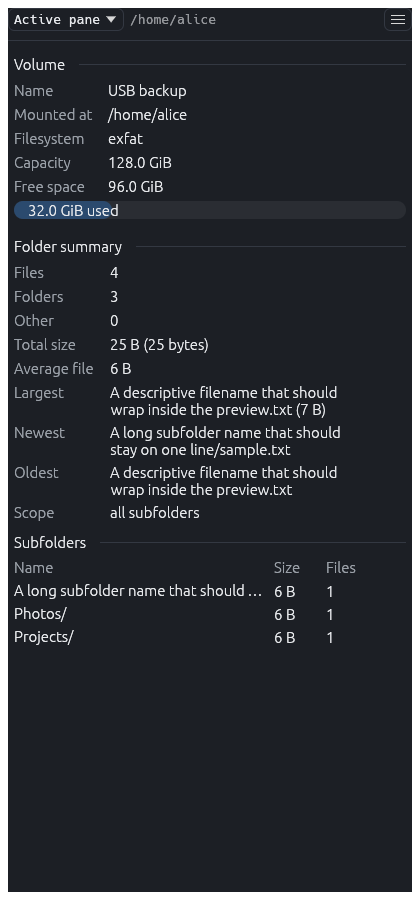 Active pane ▼ /home/alice
Volume
Name USB backup
Mounted at /home/alice
Filesystem exfat
Capacity 128.0 GiB
Free space 96.0 GiB
32.0 GiB used
Folder summary
Files 4
Folders 3
Other 0
Total size 25 B (25 bytes)
Average file 6 B
Largest A descriptive filename that should
wrap inside the preview.txt (7 B)
Newest A long subfolder name that should
stay on one line/sample.txt
Oldest A descriptive filename that should
wrap inside the preview.txt
Scope all subfolders
Subfolders
Name Size Files
A long subfolder name that should … 6 B 1
Photos/ 6 B 1
Projects/ 6 B 1